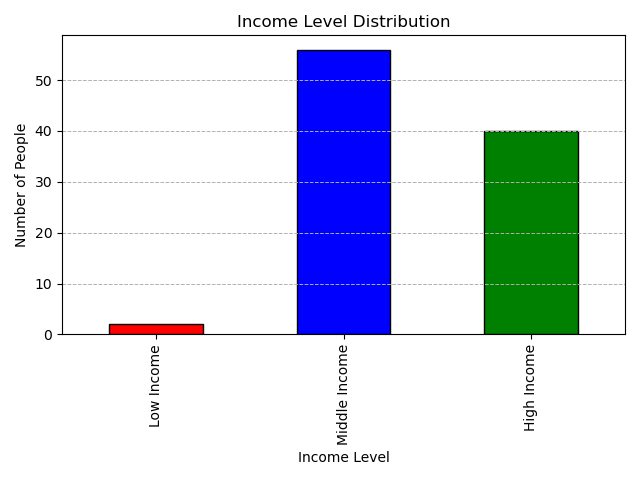 Income Level Distribution
Number of People
50
40
30
20
10
0
Low Income
Middle Income
High Income
Income Level